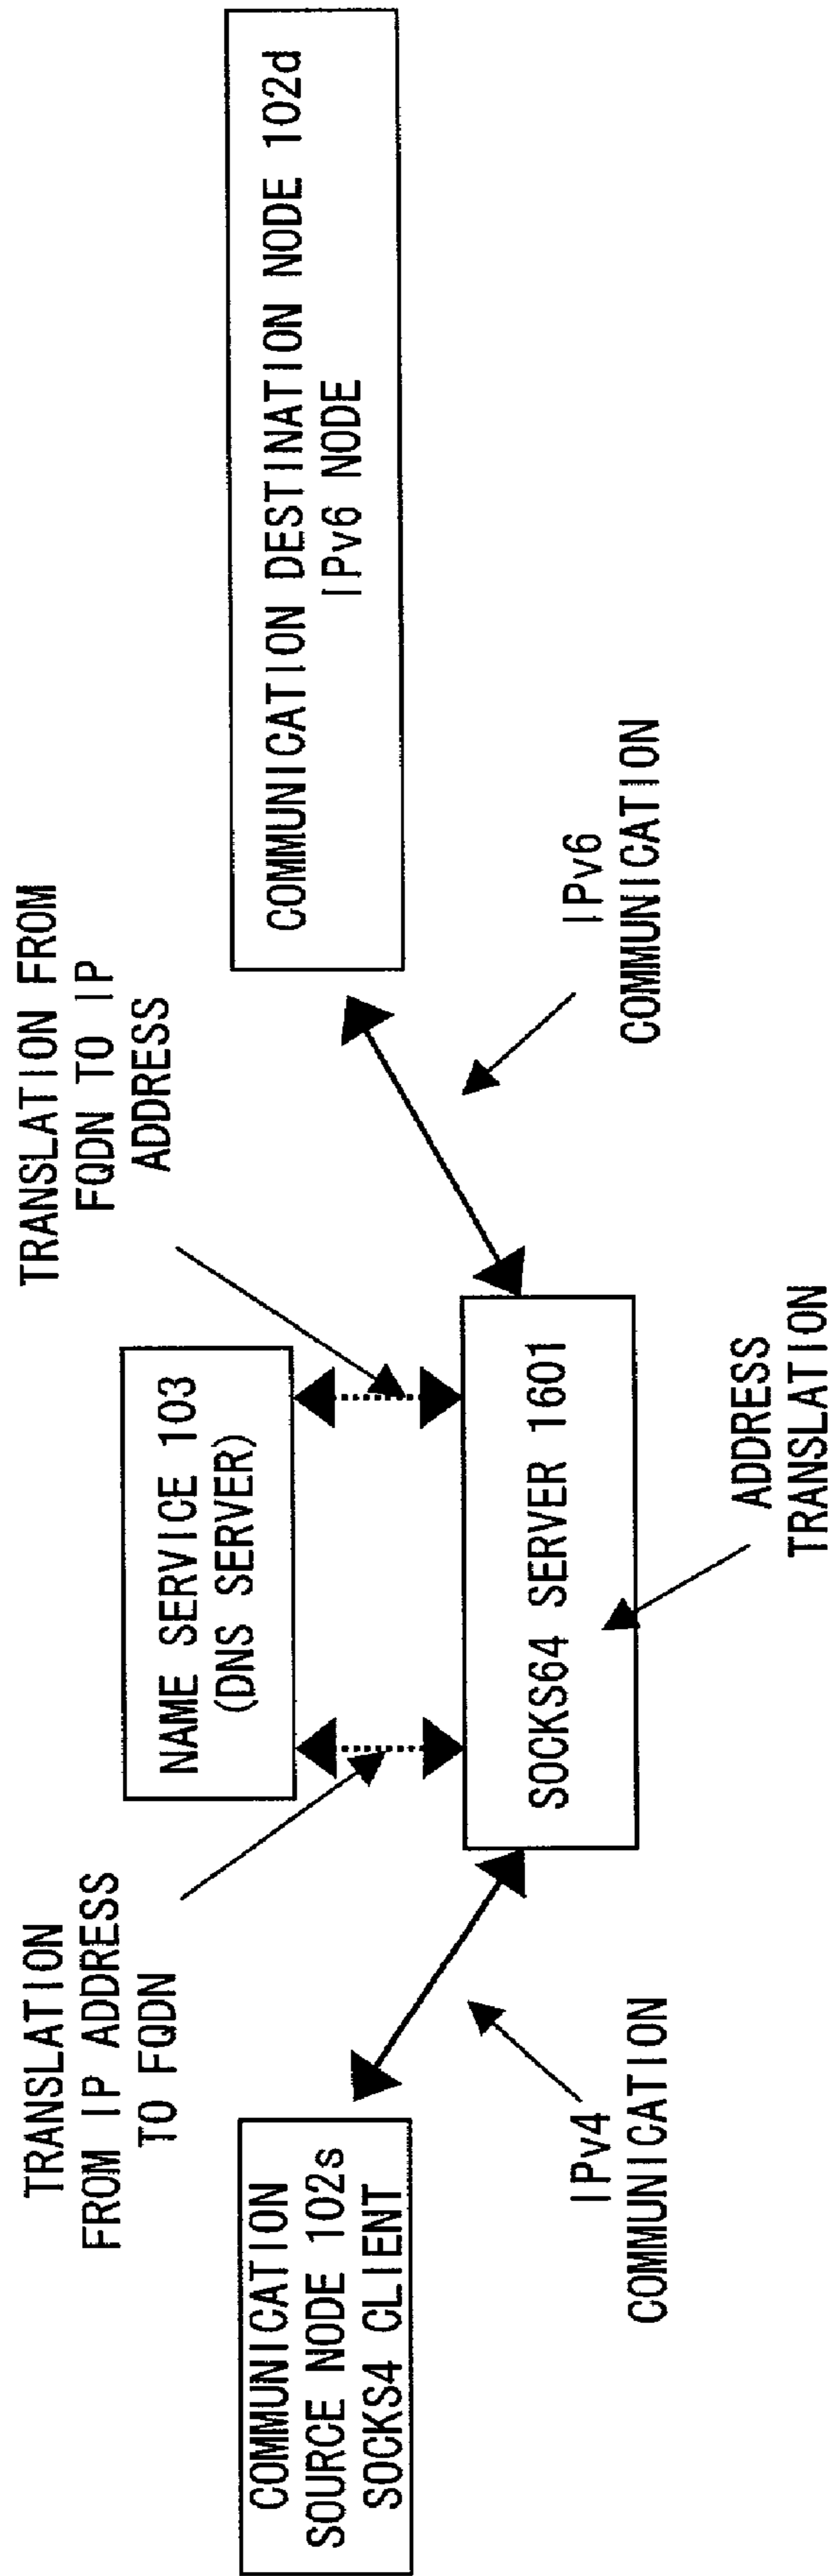 TRANSLATION
FROM IP ADDRESS
TO FQDN
TRANSLATION FROM
FQDN TO IP
ADDRESS
NAME SERVICE 103
(DNS SERVER)
COMMUNICATION
SOURCE NODE 102s
SOCKS4 CLIENT
COMMUNICATION DESTINATION NODE 102d
IPv6 NODE
SOCKS64 SERVER 1601
IPv4
COMMUNICATION
IPv6
COMMUNICATION
ADDRESS
TRANSLATION